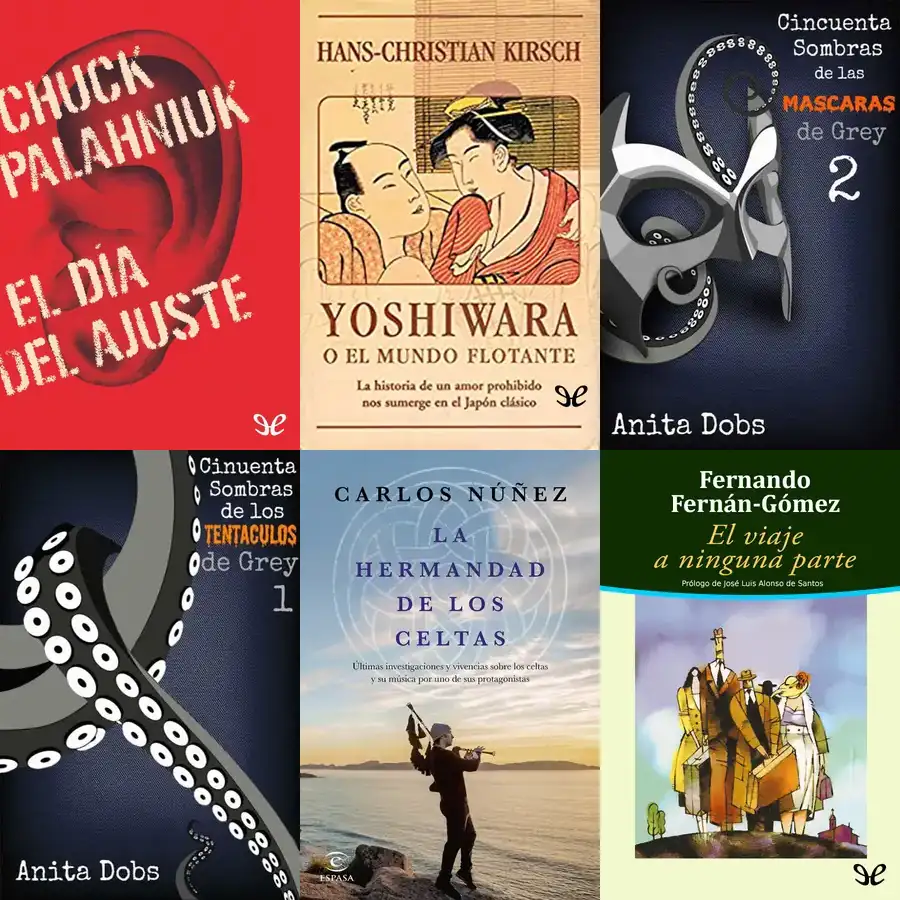 CHUCK
PALAHNIUK
EL DÍA
DEL AJUSTE
HANS-CHRISTIAN KIRSCH
YOSHIWARA
O EL MUNDO FLOTANTE
La historia de un amor prohibido
nos sumerge en el Japón clásico
Cincuenta
Sombras
de las
MASCARAS
de Grey
2
Anita Dobs
Cinuenta
Sombras
de los
TENTACULOS
de Grey
1
Anita Dobs
CARLOS NÚÑEZ
LA
HERMANDAD
DE LOS
CELTAS
Últimas investigaciones y vivencias sobre los celtas
y su música por uno de sus protagonistas
ESPASA
Fernando
Fernán-Gómez
El viaje
a ninguna parte
Prólogo de José Luis Alonso de Santos